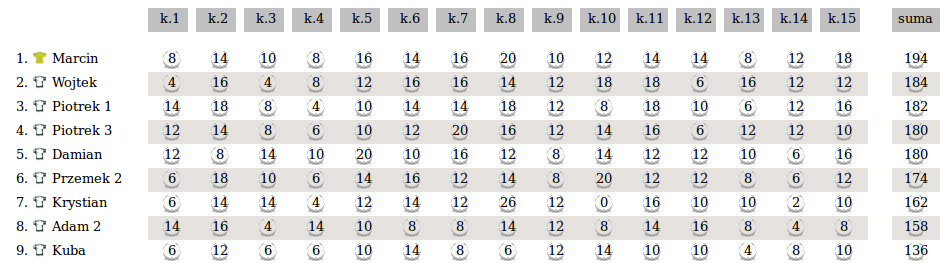 k.1 k.2 k.3 k.4 k.5 k.6 k.7 k.8 k.9 k.10 k.11 k.12 k.13 k.14 k.15 suma
1. Marcin 8 14 10 8 16 14 16 20 10 12 14 14 8 12 18 194
2. Wojtek 4 16 4 8 12 16 16 14 12 18 18 6 16 12 12 184
3. Piotrek 1 14 18 8 4 10 14 14 18 12 8 18 10 6 12 16 182
4. Piotrek 3 12 14 8 6 10 12 20 16 12 14 16 6 12 12 10 180
5. Damian 12 8 14 10 20 10 16 12 8 14 12 12 10 6 16 180
6. Przemek 2 6 18 10 6 14 16 12 14 8 20 12 12 8 6 12 174
7. Krystian 6 14 14 4 12 14 12 26 12 0 16 10 10 2 10 162
8. Adam 2 14 16 4 14 10 8 8 14 12 8 14 16 8 4 8 158
9. Kuba 6 12 6 6 10 14 8 6 12 14 10 10 4 8 10 136